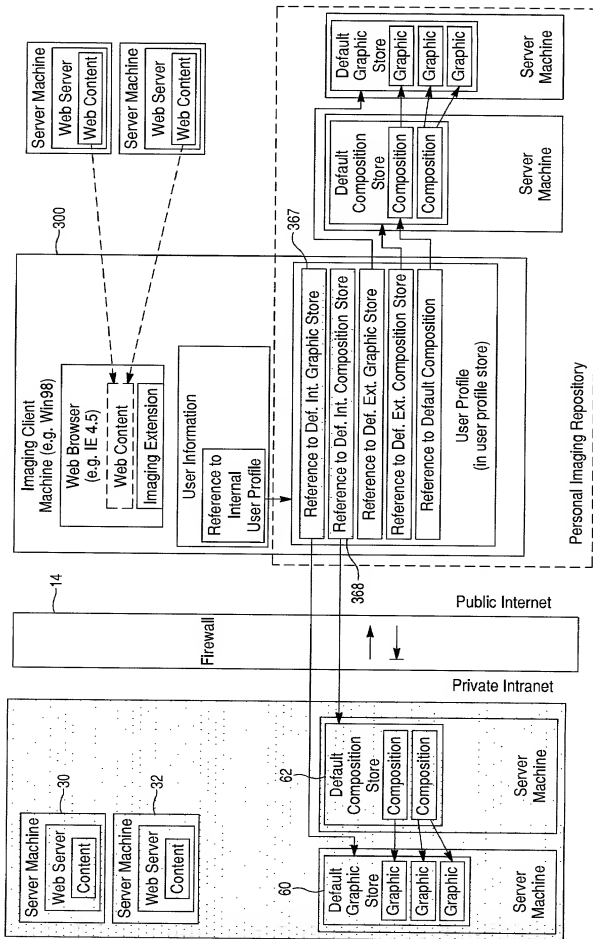 Server Machine
Web Server
Web Content
Server Machine
Web Server
Web Content
300
Imaging Client
Machine (e.g., Win98)
Web Browser
(e.g. IE 4.5)
Web Content
Imaging Extension
User Information
Reference to
Internal
User Profile
367
Reference to Def. Int. Graphic Store
Reference to Def. Int. Composition Store
Reference to Def. Ext. Graphic Store
Reference to Def. Ext. Composition Store
Reference to Default Composition
User Profile
(in user profile store)
368
Default
Composition
Store
Composition
Composition
Server
Machine
Default
Graphic
Store
Graphic
Graphic
Graphic
Server
Machine
Personal Imaging Repository
14
Firewall
Public Internet
Private Intranet
30
Server Machine
Web Server
Content
32
Server Machine
Web Server
Content
62
Default
Composition
Store
Composition
Composition
Server
Machine
60
Default
Graphic
Store
Graphic
Graphic
Graphic
Server
Machine